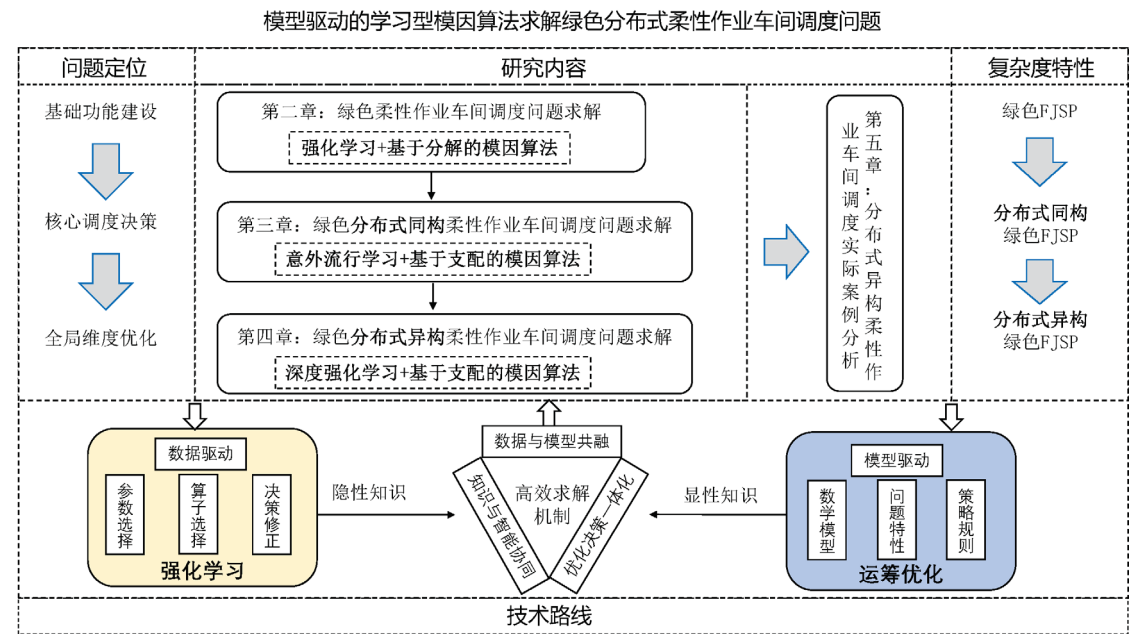 模型驱动的学习型模因算法求解绿色分布式柔性作业车间调度问题
问题定位
研究内容
复杂度特性
基础功能建设
核心调度决策
全局维度优化
第二章：绿色柔性作业车间调度问题求解
强化学习+基于分解的模因算法
第三章：绿色分布式同构柔性作业车间调度问题求解
意外流行学习+基于支配的模因算法
第四章：绿色分布式异构柔性作业车间调度问题求解
深度强化学习+基于支配的模因算法
第五章：分布式异构柔性作
业车间调度实际案例分析
绿色FJSP
分布式同构
绿色FJSP
分布式异构
绿色FJSP
数据驱动
参数选择
算子选择
决策修正
强化学习
隐性知识
数据与模型共融
知识与智能协同
高效求解
机制
优化决策一体化
显性知识
模型驱动
数学模型
问题特性
策略规则
运筹优化
技术路线